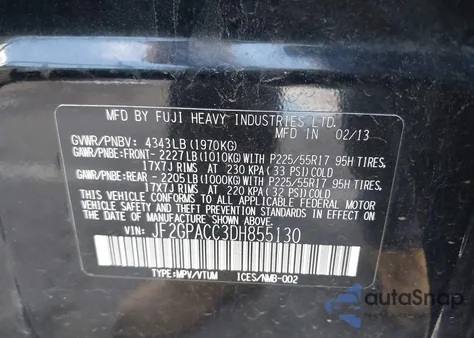 MFD BY FUJI HEAVY INDUSTRIES LTD.
MFD IN 02/13
GVWR/PNBV: 4343LB (1970KG)
GAWR/PNBE:FRONT- 2227LB (1010KG)WITH P225/55R17 95H TIRES,
17X7J RIMS AT 230 KPA (33 PSI) COLD
GAWR/PNBE:REAR- 2205LB (1000KG)WITH P225/55R17 95H TIRES,
17X7J RIMS AT 220 KPA (32 PSI) COLD
THIS VEHICLE CONFORMS TO ALL APPLICABLE
FEDERAL MOTOR VEHICLE SAFETY, BUMPER, AND THEFT
PREVENTION STANDARDS IN EFFECT ON THE DATE OF
MANUFACTURE SHOWN ABOVE.
VIN: JF2GPACC3DH855130
TYPE:MPV/VTUM ICES/NMB-002
autoSnap